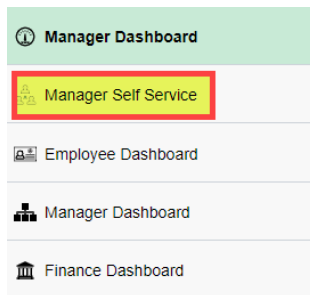 Manager Dashboard
Manager Self Service
Employee Dashboard
Manager Dashboard
Finance Dashboard